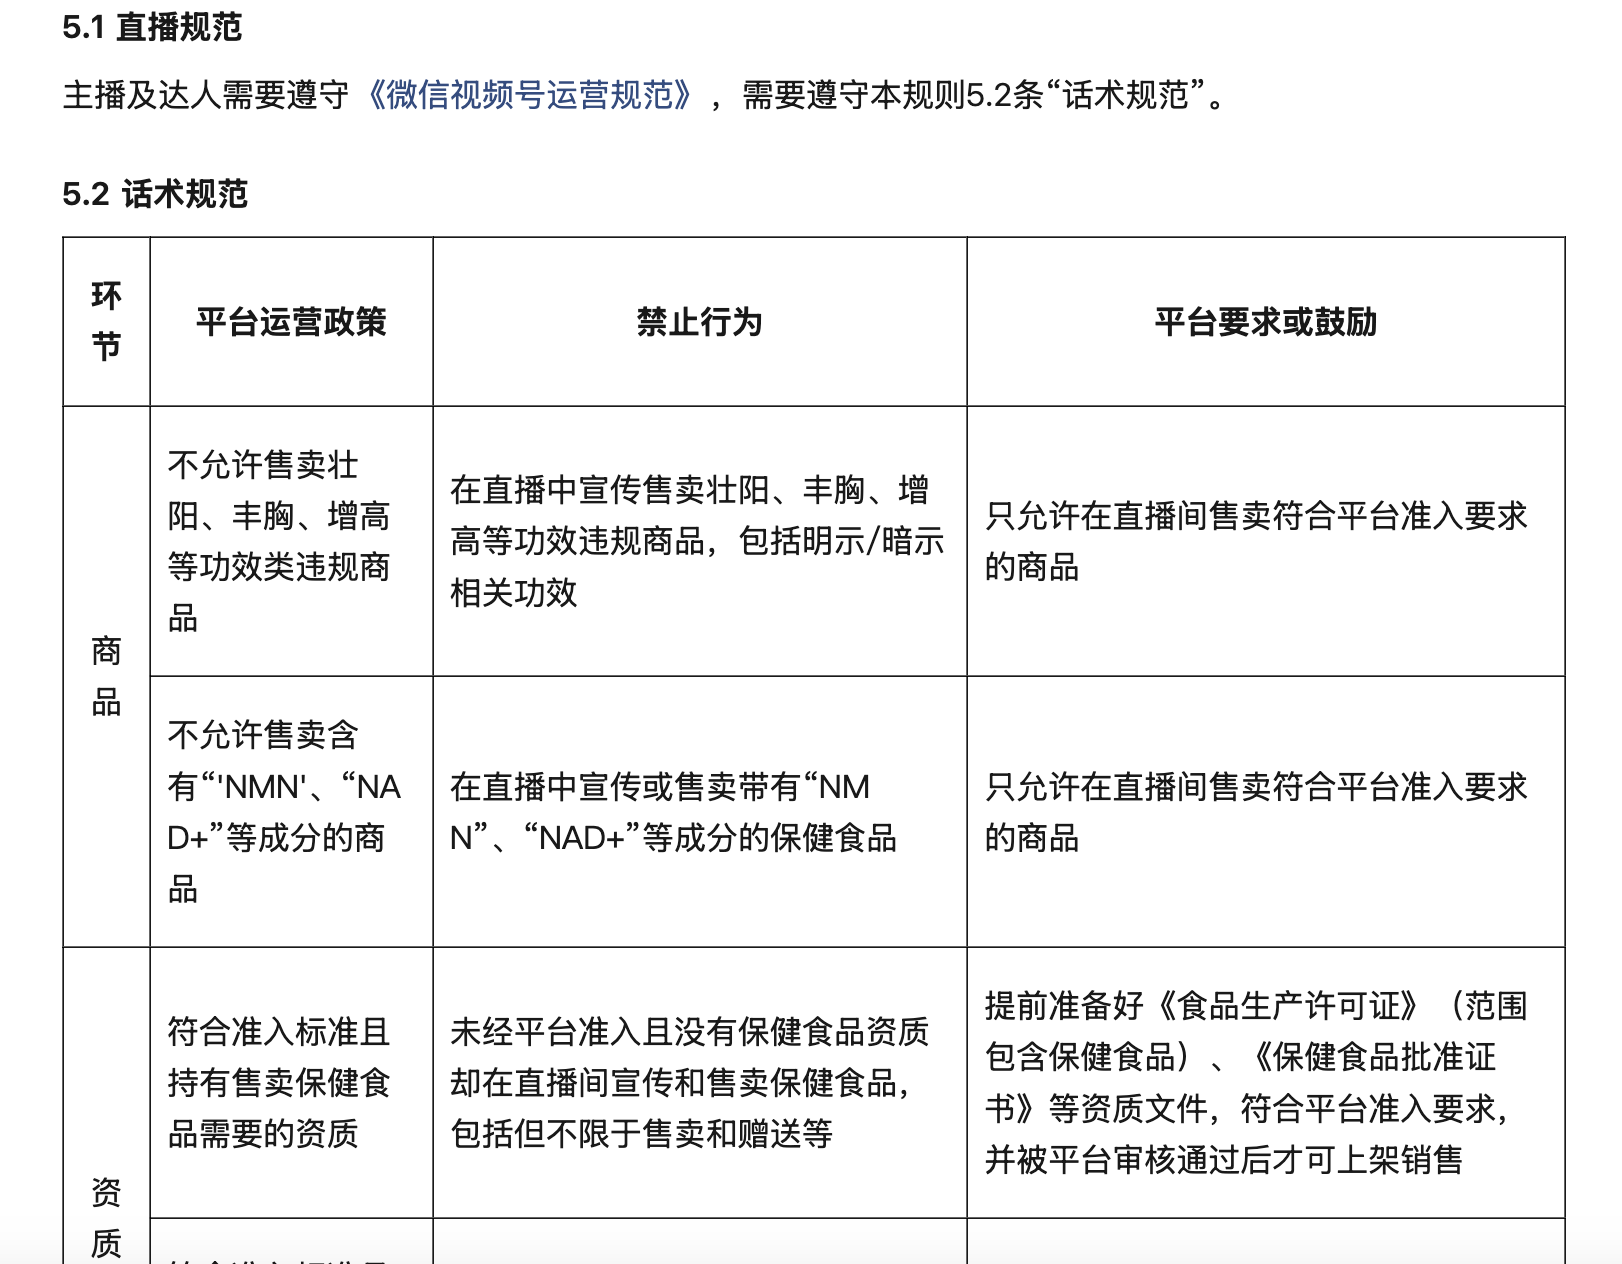 5.1 直播规范
主播及达人需要遵守《微信视频号运营规范》，需要遵守本规则5.2条“话术规范”。
5.2 话术规范
环
节
平台运营政策
禁止行为
平台要求或鼓励
商
品
不允许售卖壮
阳、丰胸、增高
等功效类违规商
品
在直播中宣传售卖壮阳、丰胸、增
高等功效违规商品，包括明示/暗示
相关功效
只允许在直播间售卖符合平台准入要求
的商品
不允许售卖含
有“'NMN'、“NA
D+”等成分的商
品
在直播中宣传或售卖带有“NM
N”、“NAD+”等成分的保健食品
只允许在直播间售卖符合平台准入要求
的商品
资
质
符合准入标准且
持有售卖保健食
品需要的资质
未经平台准入且没有保健食品资质
却在直播间宣传和售卖保健食品，
包括但不限于售卖和赠送等
提前准备好《食品生产许可证》（范围
包含保健食品）、《保健食品批准证
书》等资质文件，符合平台准入要求，
并被平台审核通过后才可上架销售